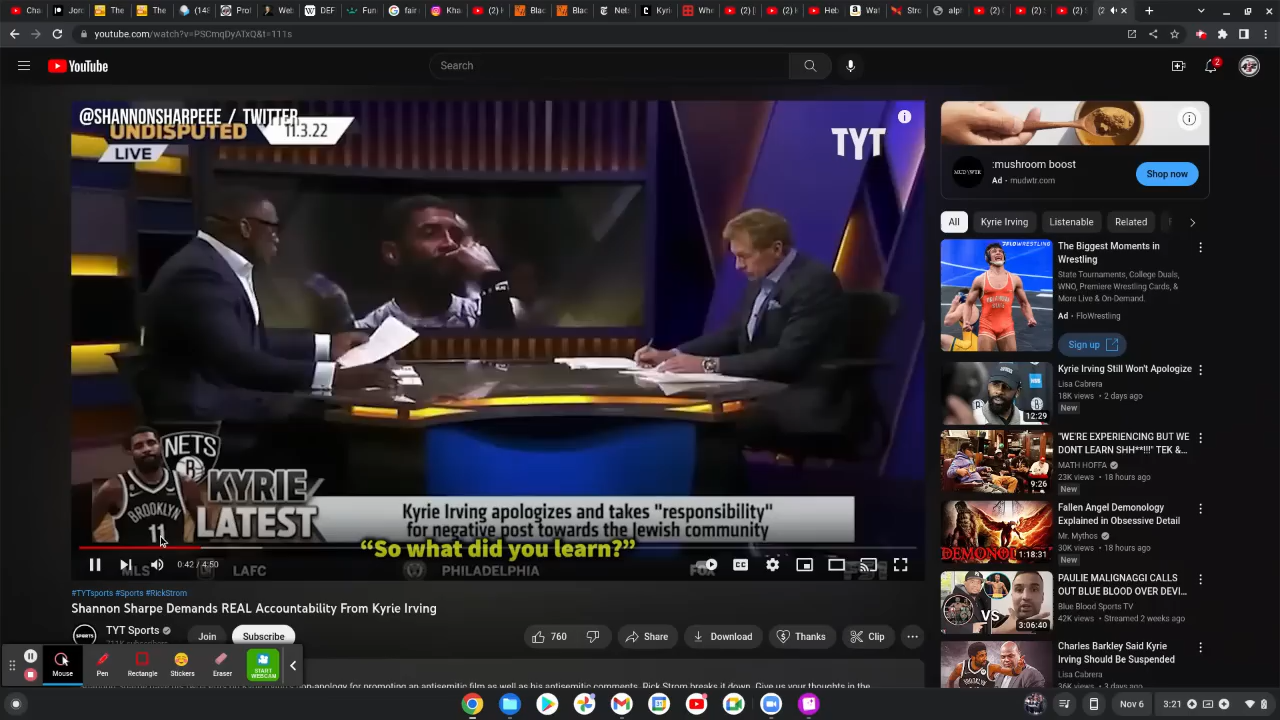 youtube.com/watch?v=PSCmqDyATxQ&t=111s
YouTube
Search
2
@SHANNONSHARPEEE / TWITTER
UNDISPUTED
11.3.22
LIVE
TYT
NETS
BROOKLYN
11
KYRIE
LATEST
Kyrie Irving apologizes and takes "responsibility"
for negative post towards the Jewish community
“So what did you learn?”
0:42 / 4:50
MLS
LAFC
PHILADELPHIA
FOX
#TYTsports #Sports #RickStrom
Shannon Sharpe Demands REAL Accountability From Kyrie Irving
SPORTS
TYT Sports
Join
Subscribe
760
Share
Download
Thanks
Clip
Mouse
Pen
Rectangle
Stickers
Eraser
START
WEBCAM
MUD\WTR
:mushroom boost
Ad • mudwtr.com
Shop now
All
Kyrie Irving
Listenable
Related
The Biggest Moments in
Wrestling
State Tournaments, College Duals,
WNO, Premiere Wrestling Cards, &
More Live & On-Demand.
Ad • FloWrestling
Sign up
Kyrie Irving Still Won't Apologize
Lisa Cabrera
18K views • 2 days ago
New
12:29
"WE'RE EXPERIENCING BUT WE
DONT LEARN SHH**!!!" TEK &...
MATH HOFFA
23K views • 18 hours ago
New
9:26
Fallen Angel Demonology
Explained in Obsessive Detail
Mr. Mythos
30K views • 18 hours ago
New
1:18:31
PAULIE MALIGNAGGI CALLS
OUT BLUE BLOOD OVER DEVI...
Blue Blood Sports TV
42K views • Streamed 2 weeks ago
VS
3:06:40
Charles Barkley Said Kyrie
Irving Should Be Suspended
Lisa Cabrera
Nov 6
3:21